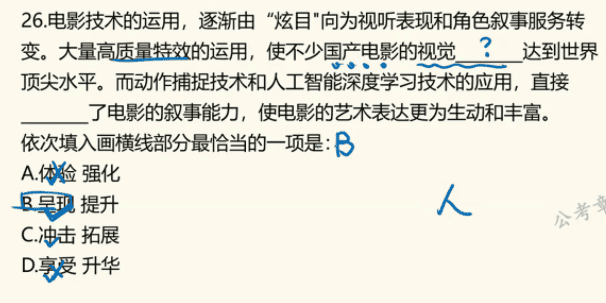 26.电影技术的运用，逐渐由“炫目"向为视听表现和角色叙事服务转
变。大量高质量特效的运用，使不少国产电影的视觉？______达到世界
顶尖水平。而动作捕捉技术和人工智能深度学习技术的应用，直接
______了电影的叙事能力，使电影的艺术表达更为生动和丰富。
依次填入画横线部分最恰当的一项是：B
A.体验 强化
B.呈现 提升
人
C.冲击 拓展
公考章
D.享受 升华